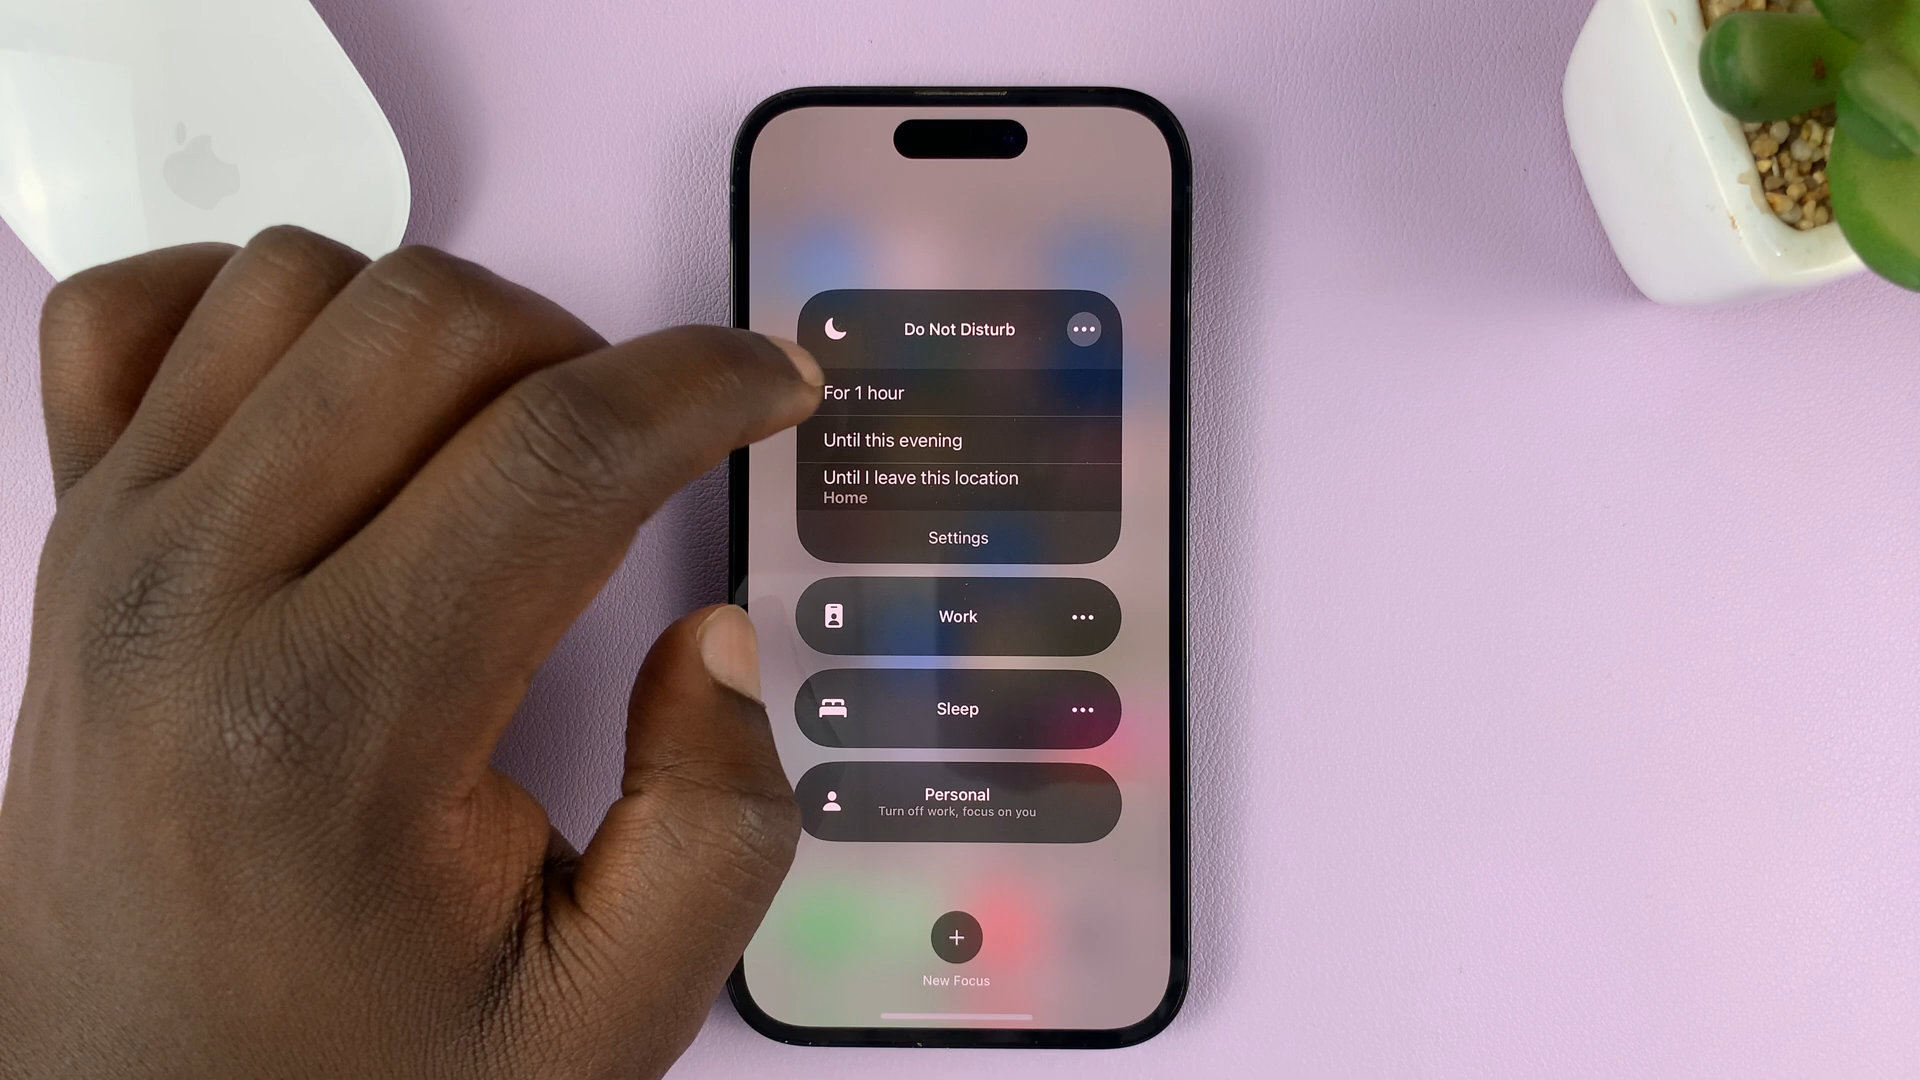 Do Not Disturb
For 1 hour
Until this evening
Until I leave this location
Home
Settings
Work
Sleep
Personal
Turn off work, focus on you
New Focus